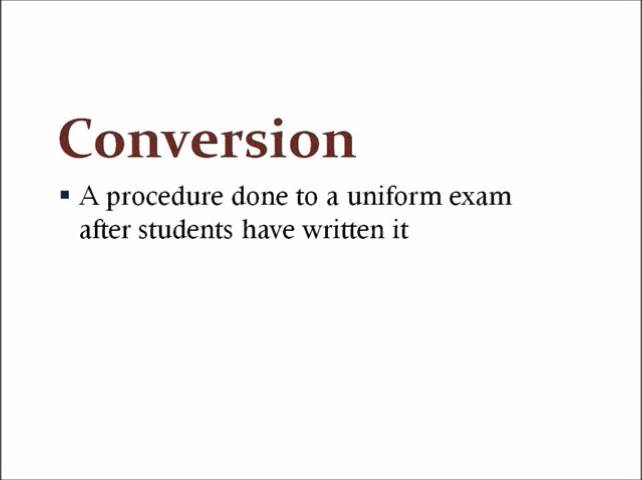 Conversion
▪ A procedure done to a uniform exam
after students have written it